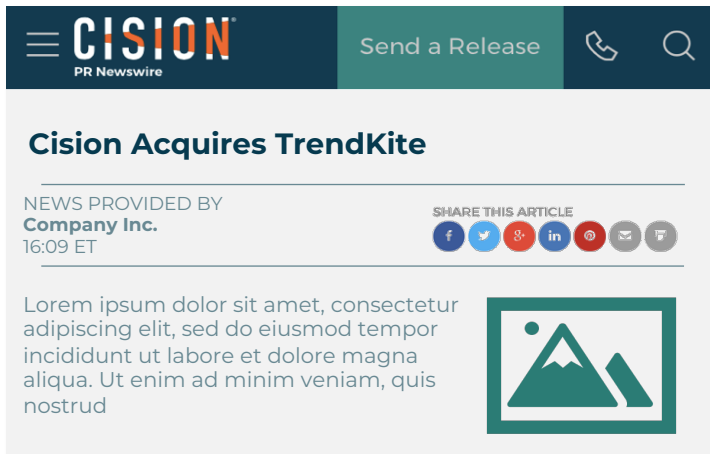 CISION®
PR Newswire
Send a Release
Cision Acquires TrendKite
NEWS PROVIDED BY
Company Inc.
16:09 ET
SHARE THIS ARTICLE
f
g+
in
Lorem ipsum dolor sit amet, consectetur
adipiscing elit, sed do eiusmod tempor
incididunt ut labore et dolore magna
aliqua. Ut enim ad minim veniam, quis
nostrud